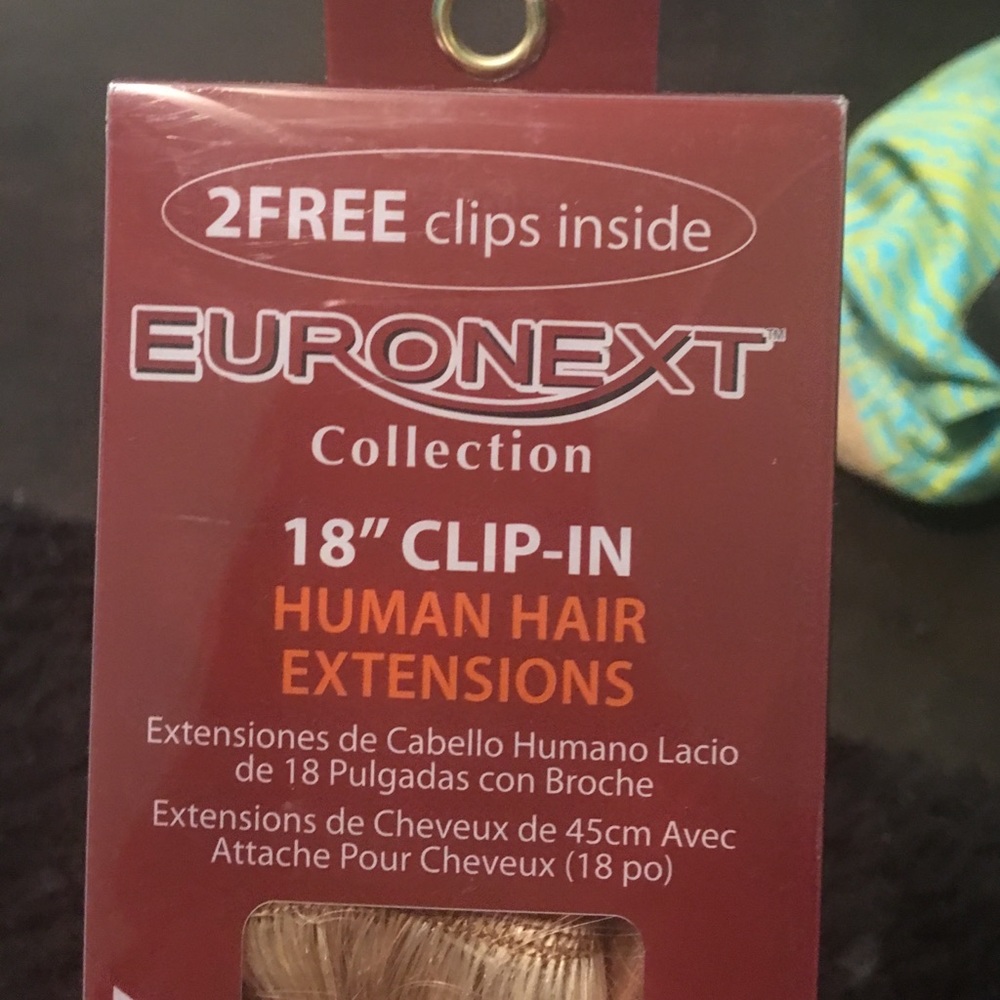 2FREE clips inside
EURONEXT™
Collection
18" CLIP-IN
HUMAN HAIR
EXTENSIONS
Extensiones de Cabello Humano Lacio
de 18 Pulgadas con Broche
Extensions de Cheveux de 45cm Avec
Attache Pour Cheveux (18 po)